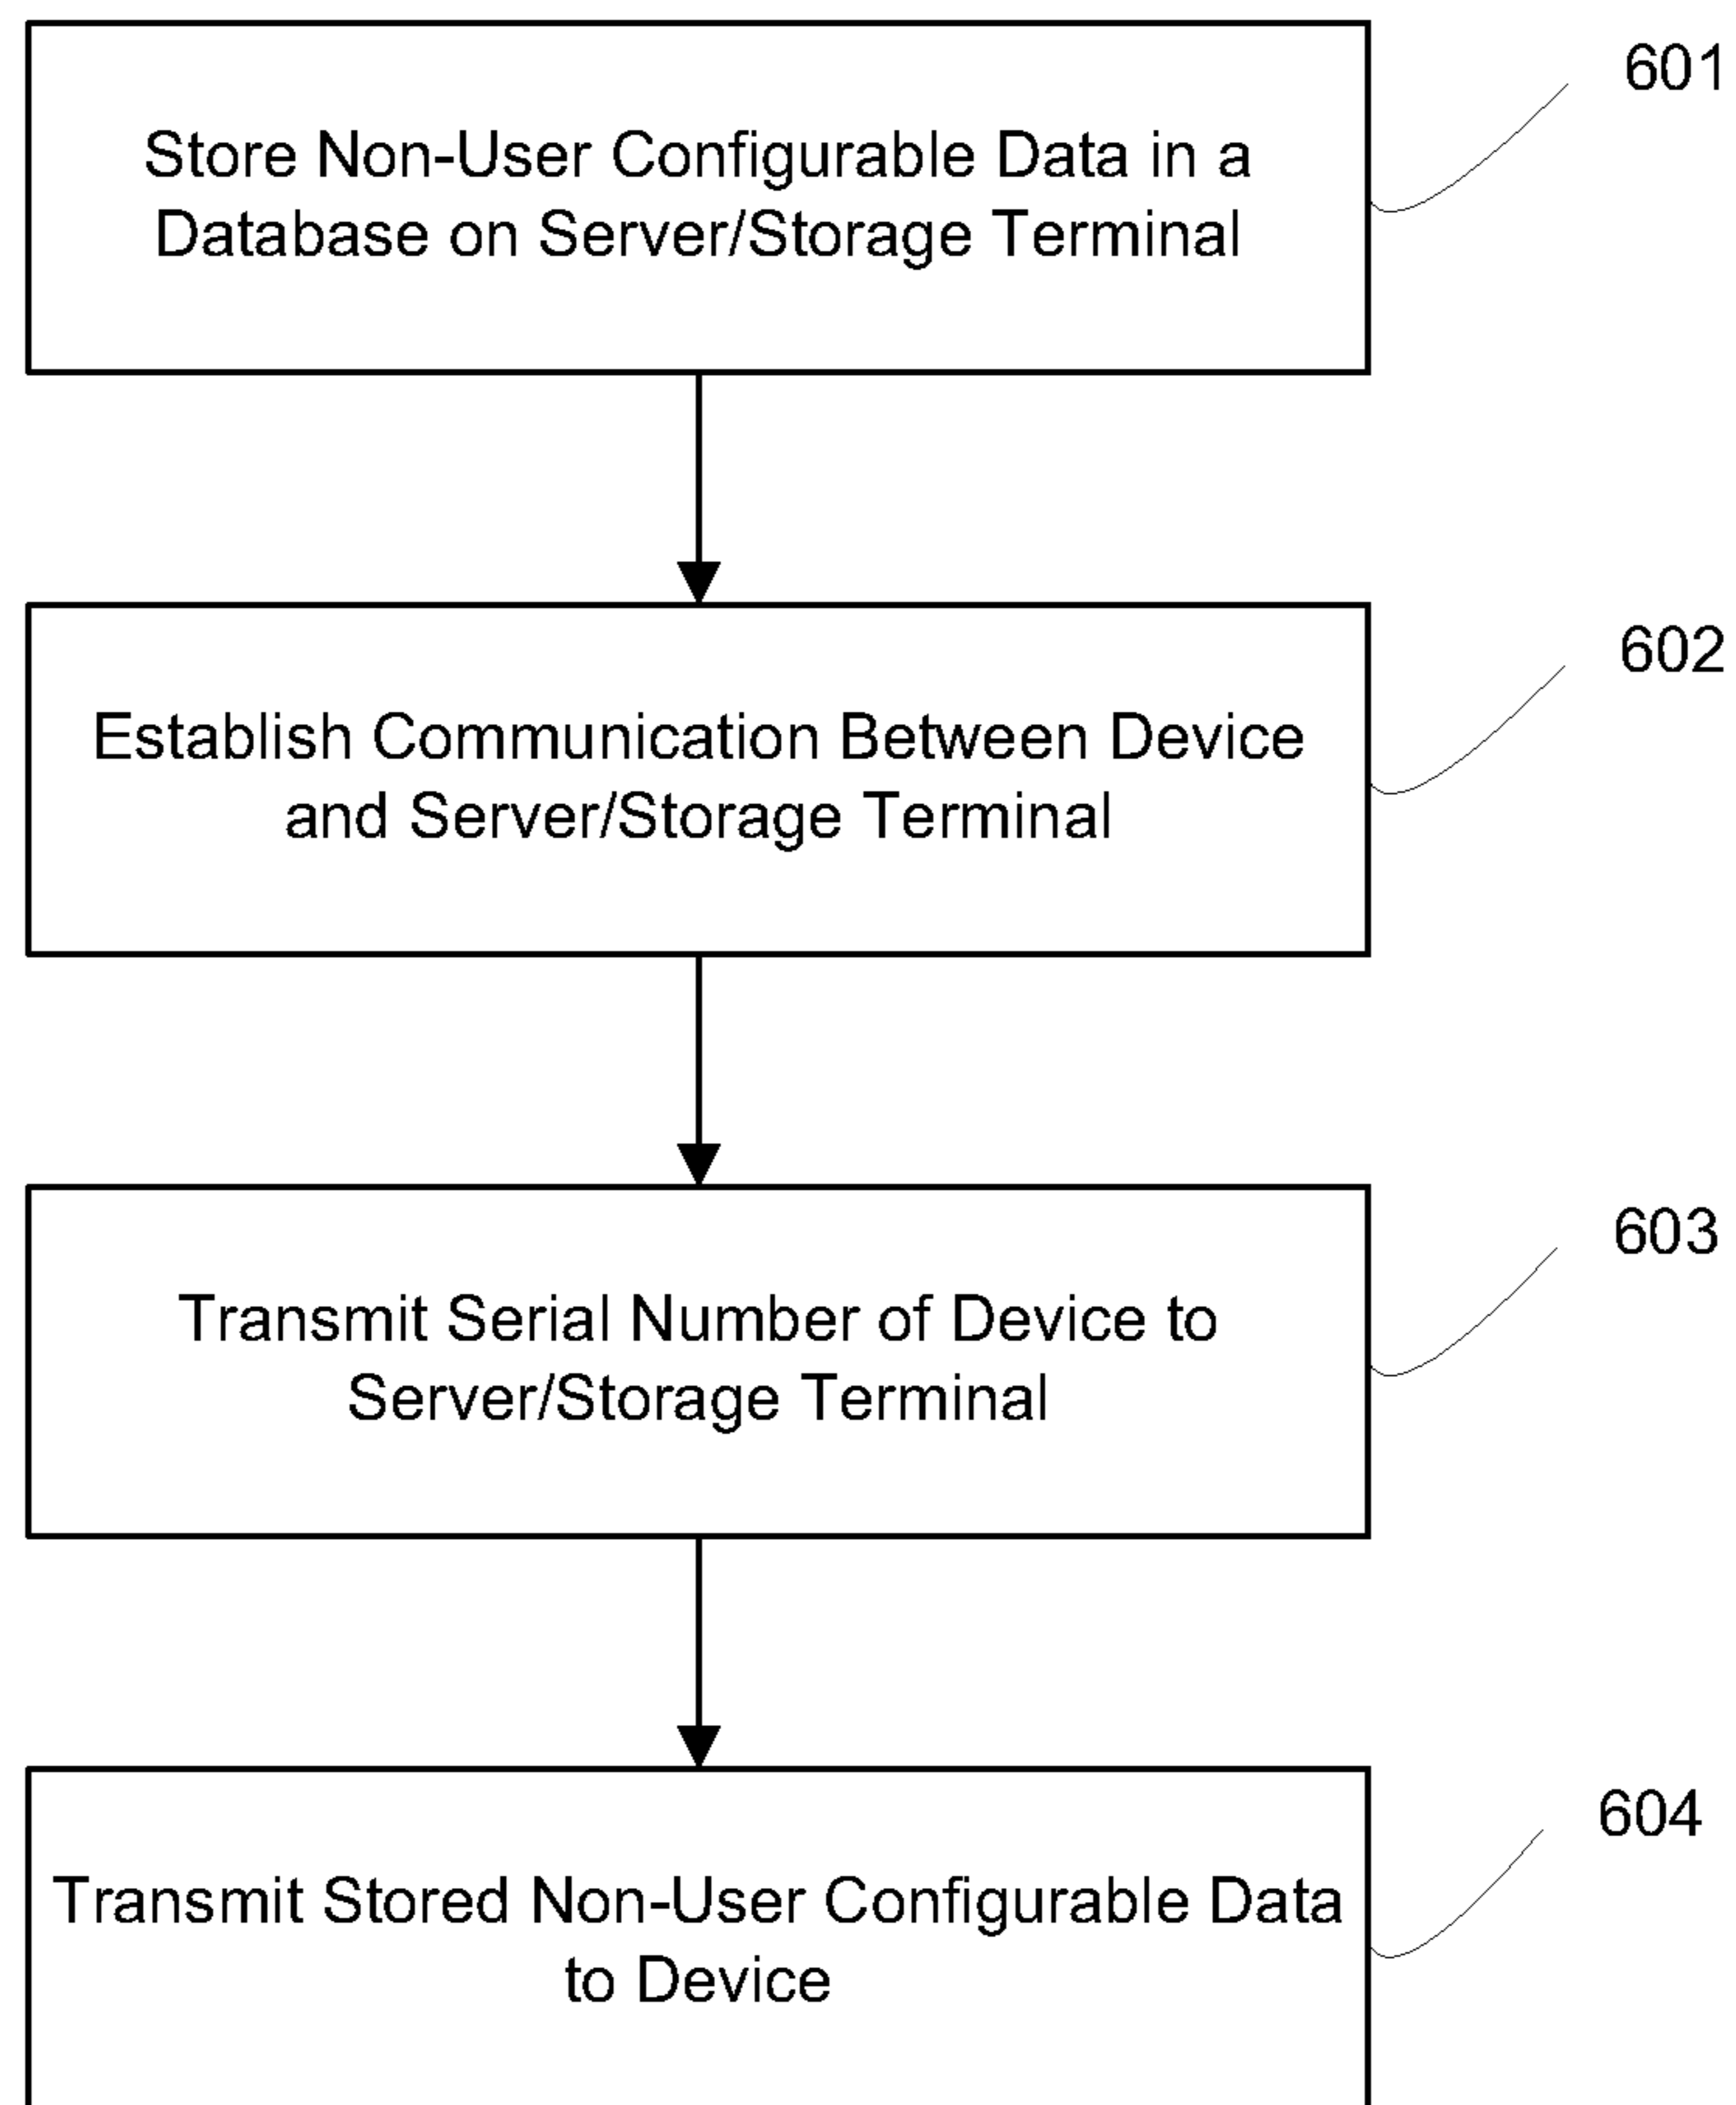 601
Store Non-User Configurable Data in a
Database on Server/Storage Terminal
602
Establish Communication Between Device
and Server/Storage Terminal
603
Transmit Serial Number of Device to
Server/Storage Terminal
604
Transmit Stored Non-User Configurable Data
to Device